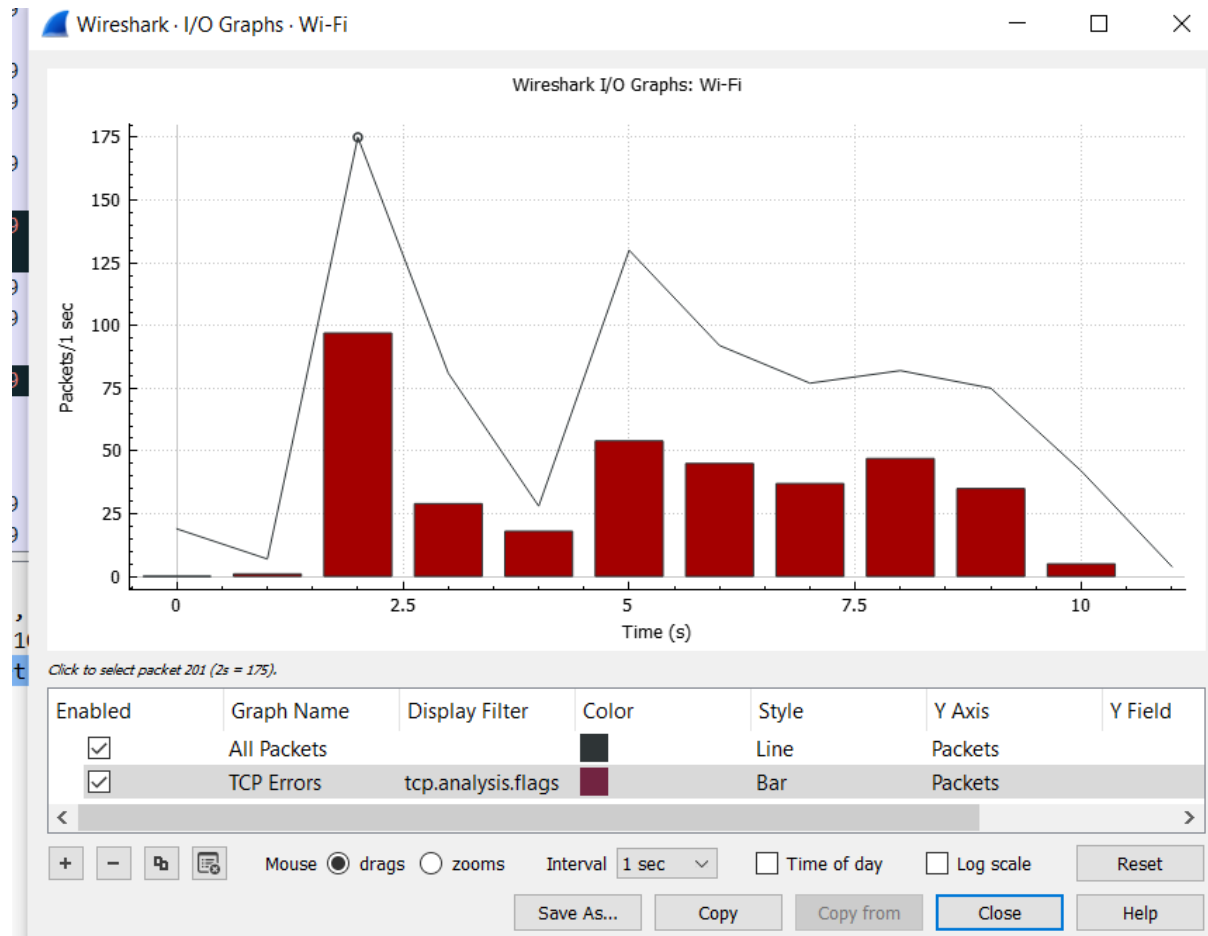 Wireshark · I/O Graphs · Wi-Fi
Wireshark I/O Graphs: Wi-Fi
175
150
125
100
75
50
25
0
Packets/1 sec
0 2.5 5 7.5 10
Time (s)
Click to select packet 201 (2s = 175).
Enabled Graph Name Display Filter Color Style Y Axis Y Field
All Packets Line Packets
TCP Errors tcp.analysis.flags Bar Packets
Mouse drags zooms Interval 1 sec Time of day Log scale Reset
Save As... Copy Copy from Close Help